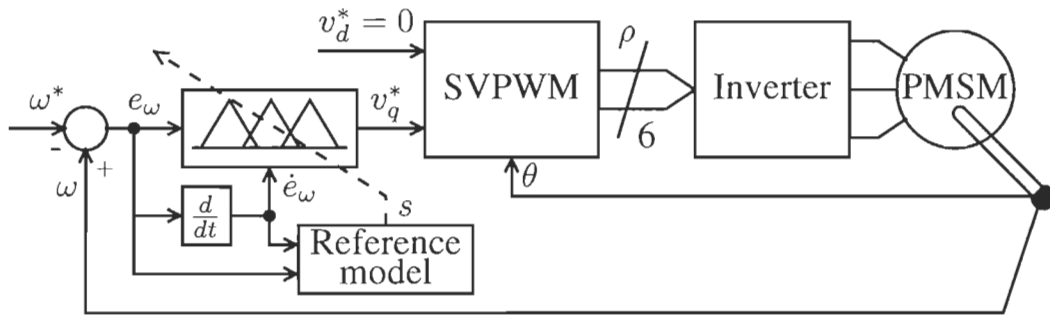 v_d^* = 0
ρ
SVPWM
Inverter
PMSM
ω*
e_ω
v_q^*
6
-
+
ω
ė_ω
θ
d/dt
s
Reference
model